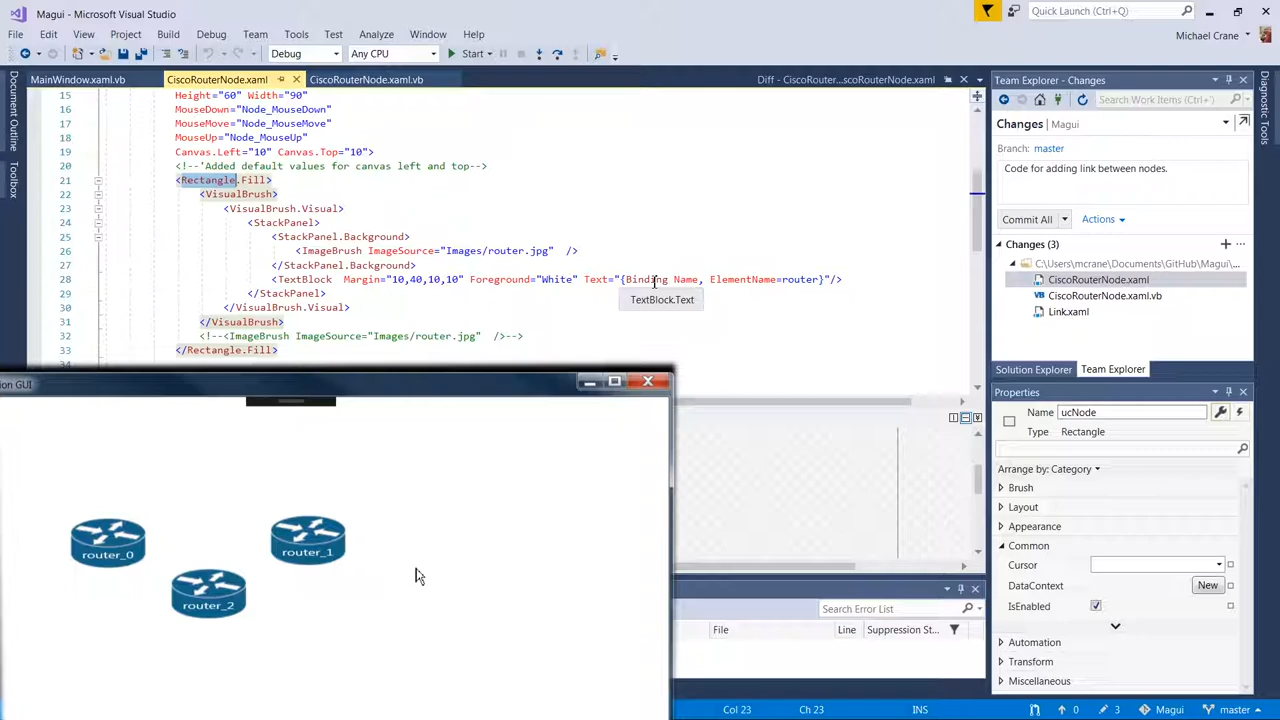 Magui - Microsoft Visual Studio
Quick Launch (Ctrl+Q)
File Edit View Project Build Debug Team Tools Test Analyze Window Help
Michael Crane
Debug Any CPU Start
MainWindow.xaml.vb CiscoRouterNode.xaml CiscoRouterNode.xaml.vb Diff - CiscoRouter...scoRouterNode.xaml
Document Outline
Toolbox
15 Height="60" Width="90"
16 MouseDown="Node_MouseDown"
17 MouseMove="Node_MouseMove"
18 MouseUp="Node_MouseUp"
19 Canvas.Left="10" Canvas.Top="10">
20 <!--'Added default values for canvas left and top-->
21 <Rectangle.Fill>
22 <VisualBrush>
23 <VisualBrush.Visual>
24 <StackPanel>
25 <StackPanel.Background>
26 <ImageBrush ImageSource="Images/router.jpg" />
27 </StackPanel.Background>
28 <TextBlock Margin="10,40,10,10" Foreground="White" Text="{Binding Name, ElementName=router}"/>
29 </StackPanel>
30 </VisualBrush.Visual>
31 </VisualBrush>
32 <!--<ImageBrush ImageSource="Images/router.jpg" />-->
33 </Rectangle.Fill>
TextBlock.Text
ion GUI
router_0
router_1
router_2
File Line Suppression St...
Search Error List
Col 23 Ch 23 INS
Team Explorer - Changes
Search Work Items (Ctrl+')
Changes | Magui
Branch: master
Code for adding link between nodes.
Commit All Actions
Changes (3)
C:\Users\mcrane\Documents\GitHub\Magui\...
CiscoRouterNode.xaml
VB CiscoRouterNode.xaml.vb
Link.xaml
Solution Explorer Team Explorer
Properties
Name ucNode
Type Rectangle
Arrange by: Category
Brush
Layout
Appearance
Common
Cursor
DataContext New
IsEnabled
Automation
Transform
Miscellaneous
Diagnostic Tools
0 3 Magui master